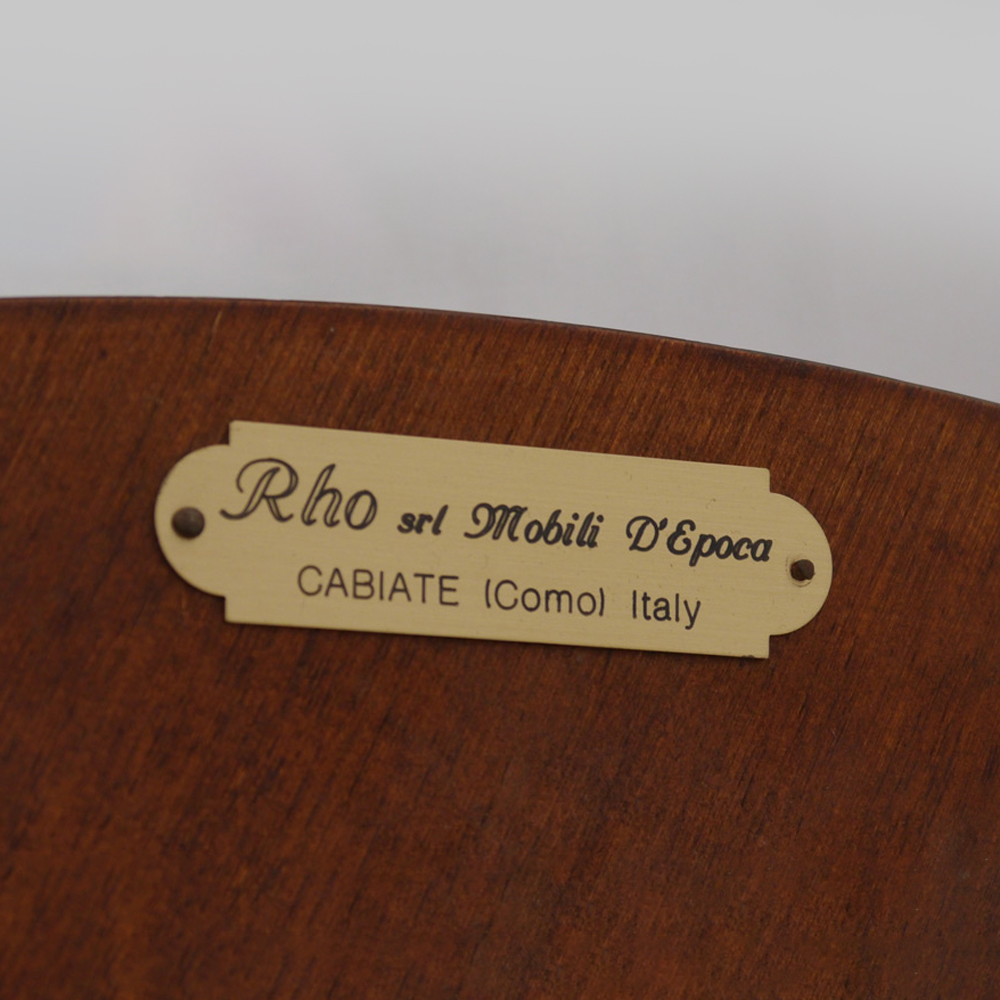 Rho srl Mobili D'Epoca
CABIATE (Como) Italy